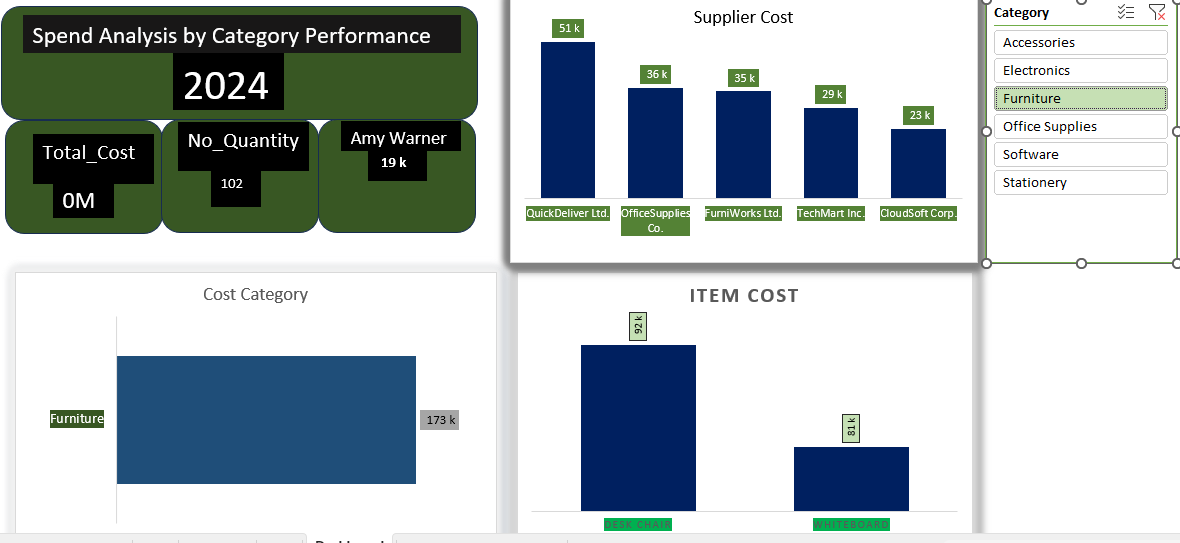 Spend Analysis by Category Performance
2024
Total_Cost
0M
No_Quantity
102
Amy Warner
19 k
Supplier Cost
51 k
36 k
35 k
29 k
23 k
QuickDeliver Ltd.
OfficeSupplies
Co.
FurniWorks Ltd.
TechMart Inc.
CloudSoft Corp.
Category
Accessories
Electronics
Furniture
Office Supplies
Software
Stationery
Cost Category
Furniture
173 k
ITEM COST
92 k
81 k
DESK CHAIR
WHITEBOARD